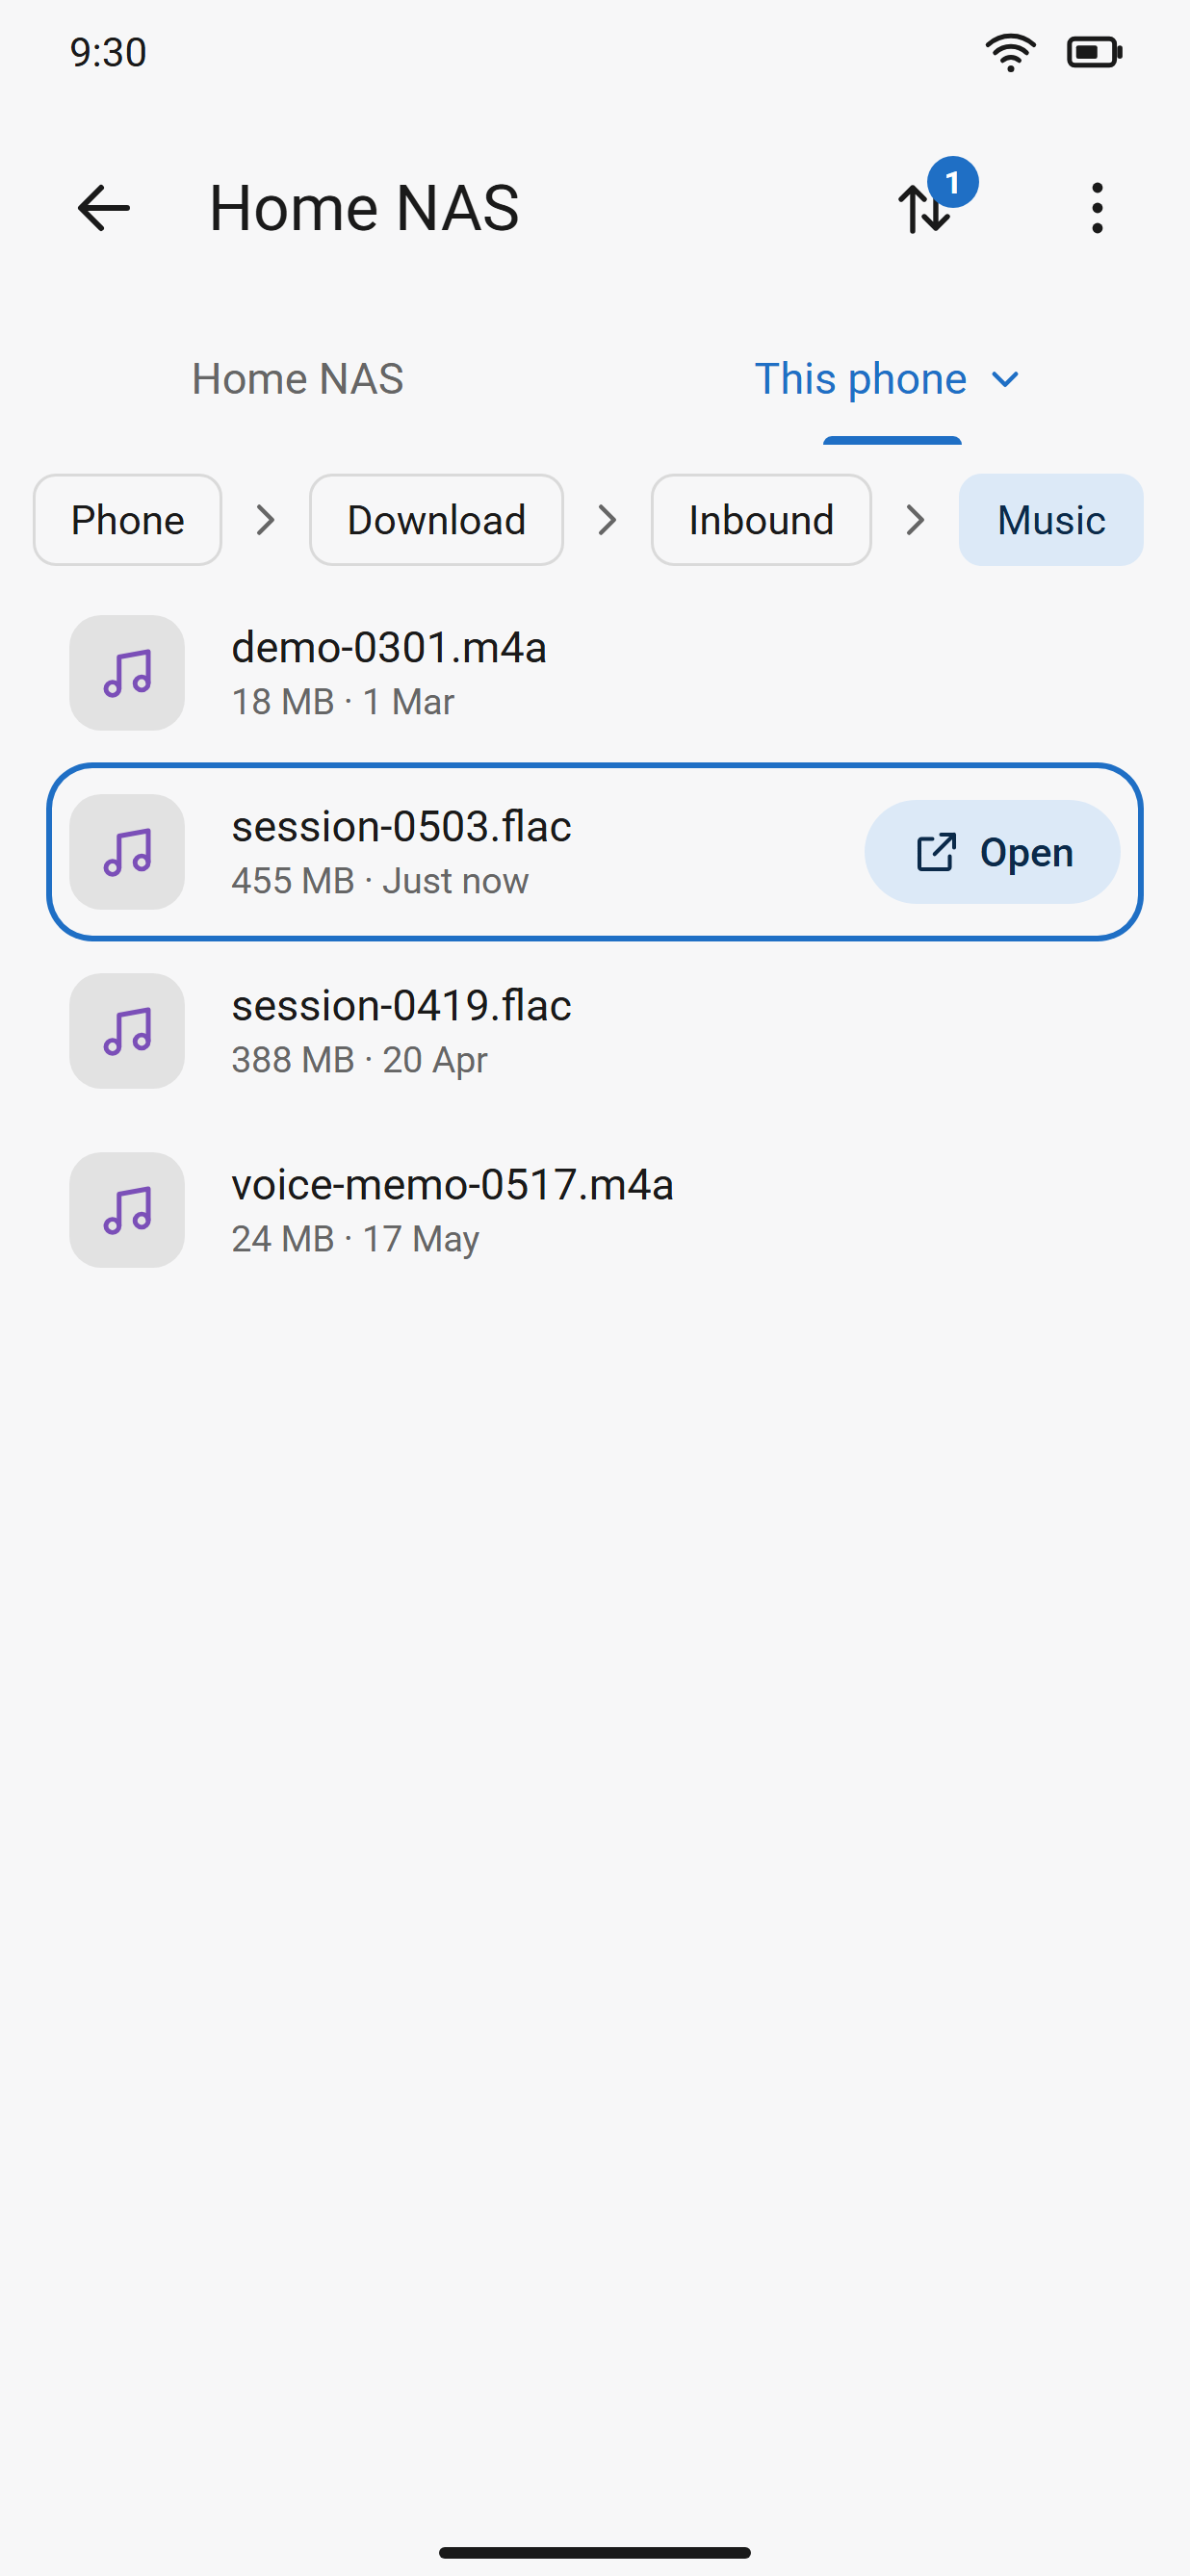 9:30
Home NAS
1
Home NAS
This phone
Phone
Download
Inbound
Music
demo-0301.m4a
18 MB · 1 Mar
session-0503.flac
455 MB · Just now
Open
session-0419.flac
388 MB · 20 Apr
voice-memo-0517.m4a
24 MB · 17 May